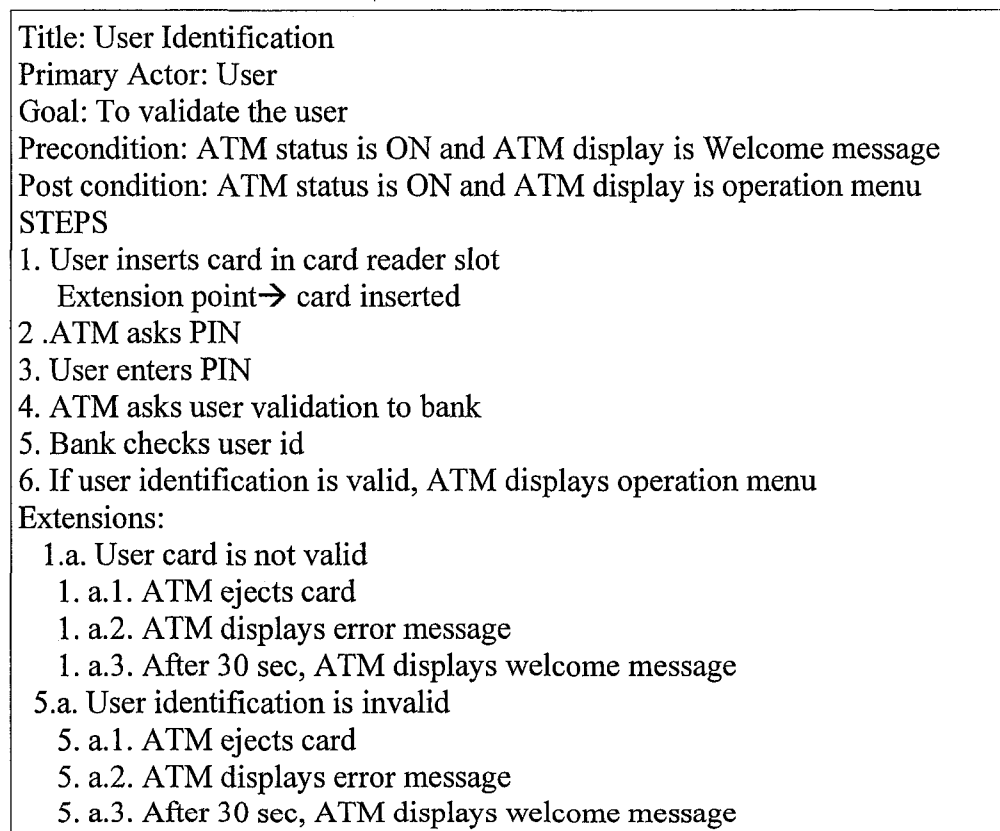 Title: User Identification
Primary Actor: User
Goal: To validate the user
Precondition: ATM status is ON and ATM display is Welcome message
Post condition: ATM status is ON and ATM display is operation menu
STEPS
1. User inserts card in card reader slot
Extension point→ card inserted
2 .ATM asks PIN
3. User enters PIN
4. ATM asks user validation to bank
5. Bank checks user id
6. If user identification is valid, ATM displays operation menu
Extensions:
1.a. User card is not valid
1. a.1. ATM ejects card
1. a.2. ATM displays error message
1. a.3. After 30 sec, ATM displays welcome message
5.a. User identification is invalid
5. a.1. ATM ejects card
5. a.2. ATM displays error message
5. a.3. After 30 sec, ATM displays welcome message